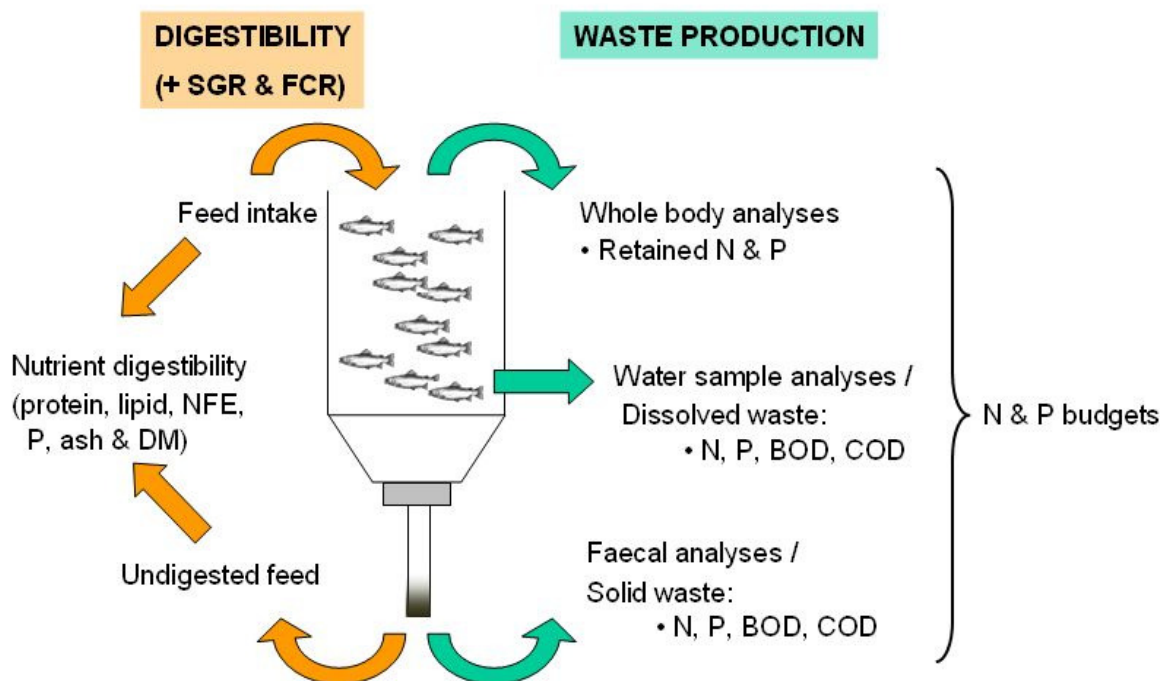 DIGESTIBILITY
(+ SGR & FCR)
WASTE PRODUCTION
Feed intake
Nutrient digestibility
(protein, lipid, NFE,
P, ash & DM)
Undigested feed
Whole body analyses
• Retained N & P
Water sample analyses /
Dissolved waste:
• N, P, BOD, COD
Faecal analyses /
Solid waste:
• N, P, BOD, COD
N & P budgets